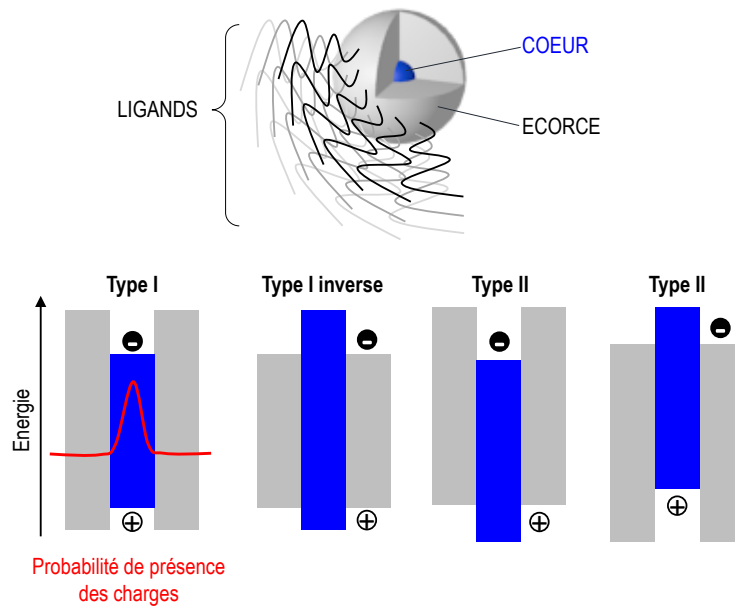 COEUR
LIGANDS
ECORCE
Type I
Type I inverse
Type II
Type II
Energie
-
-
-
-
+
+
+
+
Probabilité de présence
des charges